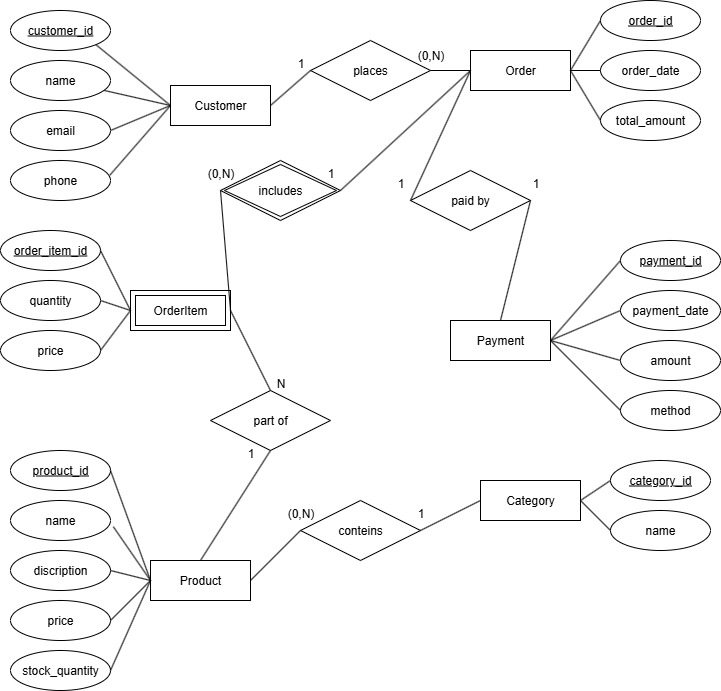 customer_id
name
email
phone
Customer
1
places
(0,N)
Order
order_id
order_date
total_amount
(0,N)
includes
1
1
paid by
1
order_item_id
quantity
price
OrderItem
Payment
payment_id
payment_date
amount
method
N
part of
1
product_id
name
discription
price
stock_quantity
Product
(0,N)
conteins
1
Category
category_id
name